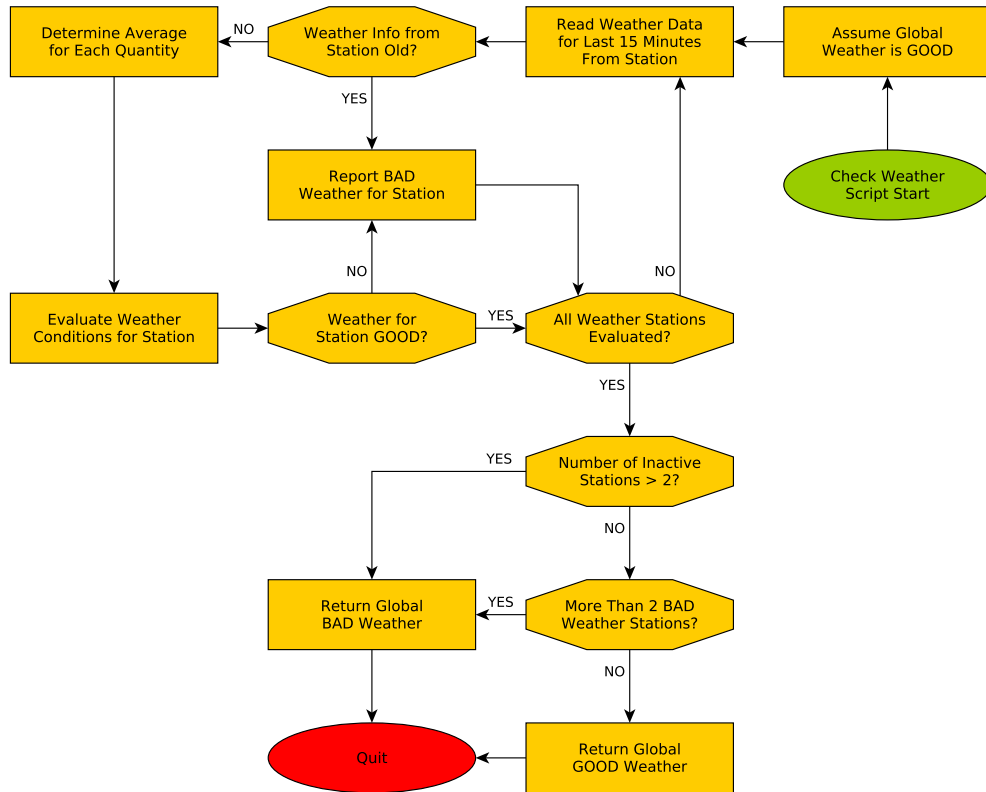 Determine Average
for Each Quantity
NO
Weather Info from
Station Old?
Read Weather Data
for Last 15 Minutes
From Station
Assume Global
Weather is GOOD
YES
Report BAD
Weather for Station
Check Weather
Script Start
NO
NO
Evaluate Weather
Conditions for Station
Weather for
Station GOOD?
YES
All Weather Stations
Evaluated?
YES
YES
Number of Inactive
Stations > 2?
NO
Return Global
BAD Weather
YES
More Than 2 BAD
Weather Stations?
NO
Quit
Return Global
GOOD Weather